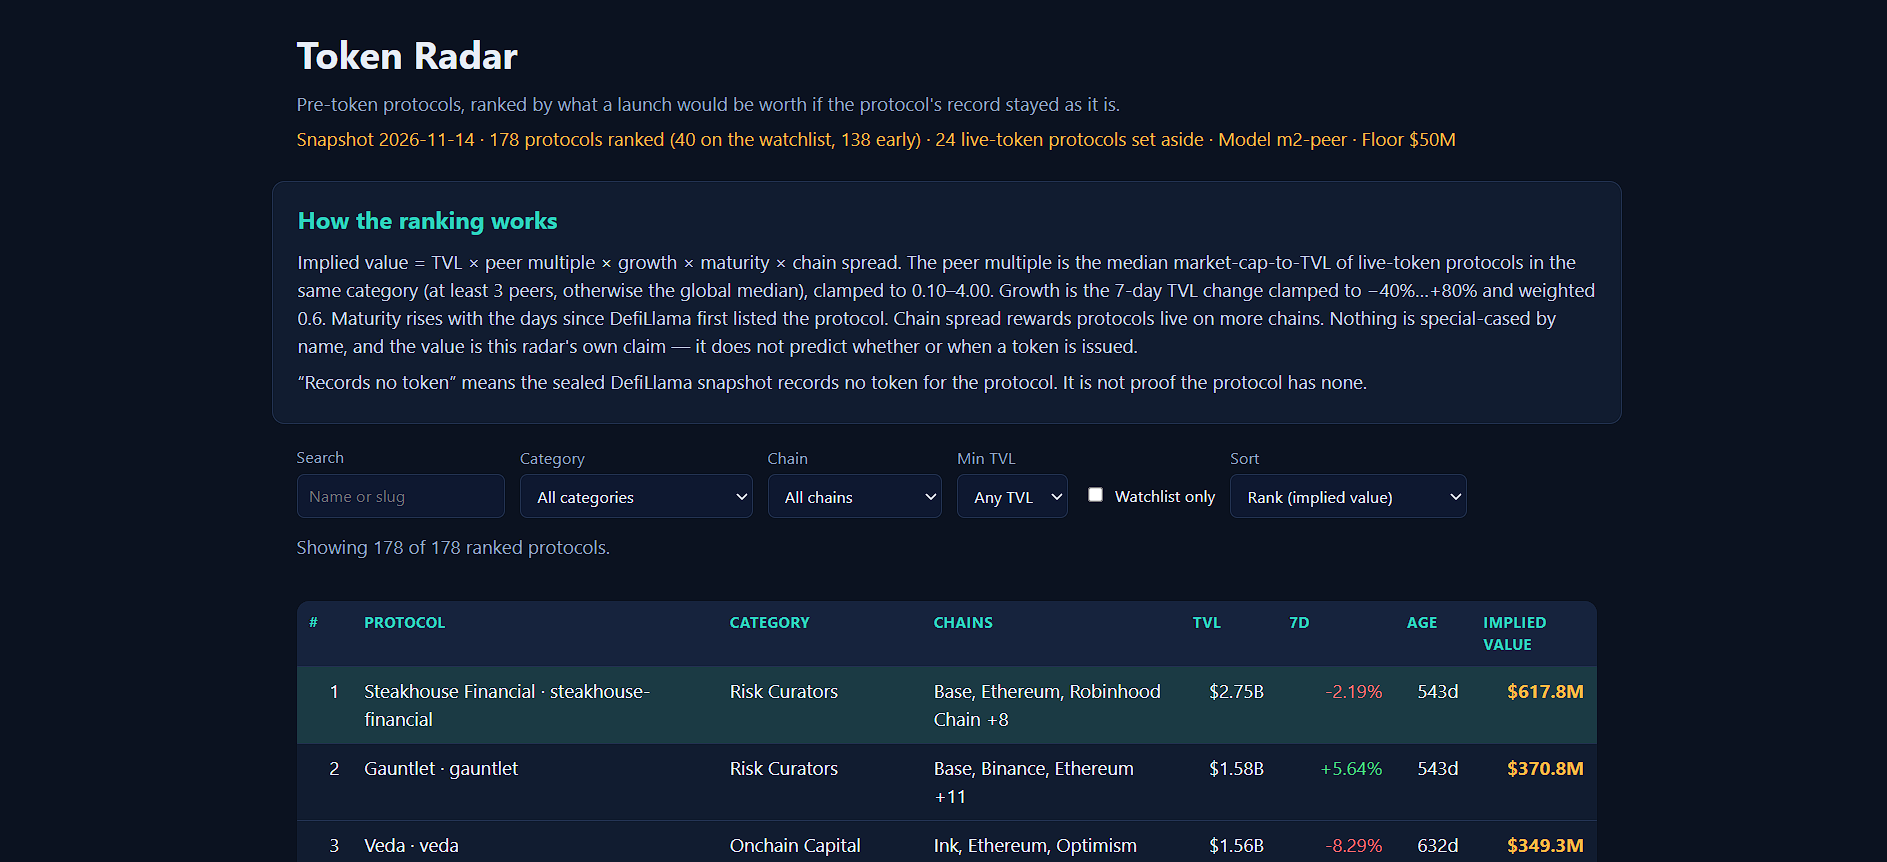 Token Radar
Pre-token protocols, ranked by what a launch would be worth if the protocol's record stayed as it is.
Snapshot 2026-11-14 · 178 protocols ranked (40 on the watchlist, 138 early) · 24 live-token protocols set aside · Model m2-peer · Floor $50M
How the ranking works
Implied value = TVL × peer multiple × growth × maturity × chain spread. The peer multiple is the median market-cap-to-TVL of live-token protocols in the
same category (at least 3 peers, otherwise the global median), clamped to 0.10–4.00. Growth is the 7-day TVL change clamped to −40%…+80% and weighted
0.6. Maturity rises with the days since DefiLlama first listed the protocol. Chain spread rewards protocols live on more chains. Nothing is special-cased by
name, and the value is this radar's own claim — it does not predict whether or when a token is issued.
“Records no token” means the sealed DefiLlama snapshot records no token for the protocol. It is not proof the protocol has none.
Search Category Chain Min TVL Sort
Name or slug All categories All chains Any TVL Watchlist only Rank (implied value)
Showing 178 of 178 ranked protocols.
# PROTOCOL CATEGORY CHAINS TVL 7D AGE IMPLIED
VALUE
1 Steakhouse Financial · steakhouse- Risk Curators Base, Ethereum, Robinhood $2.75B -2.19% 543d $617.8M
financial Chain +8
2 Gauntlet · gauntlet Risk Curators Base, Binance, Ethereum $1.58B +5.64% 543d $370.8M
+11
3 Veda · veda Onchain Capital Ink, Ethereum, Optimism $1.56B -8.29% 632d $349.3M